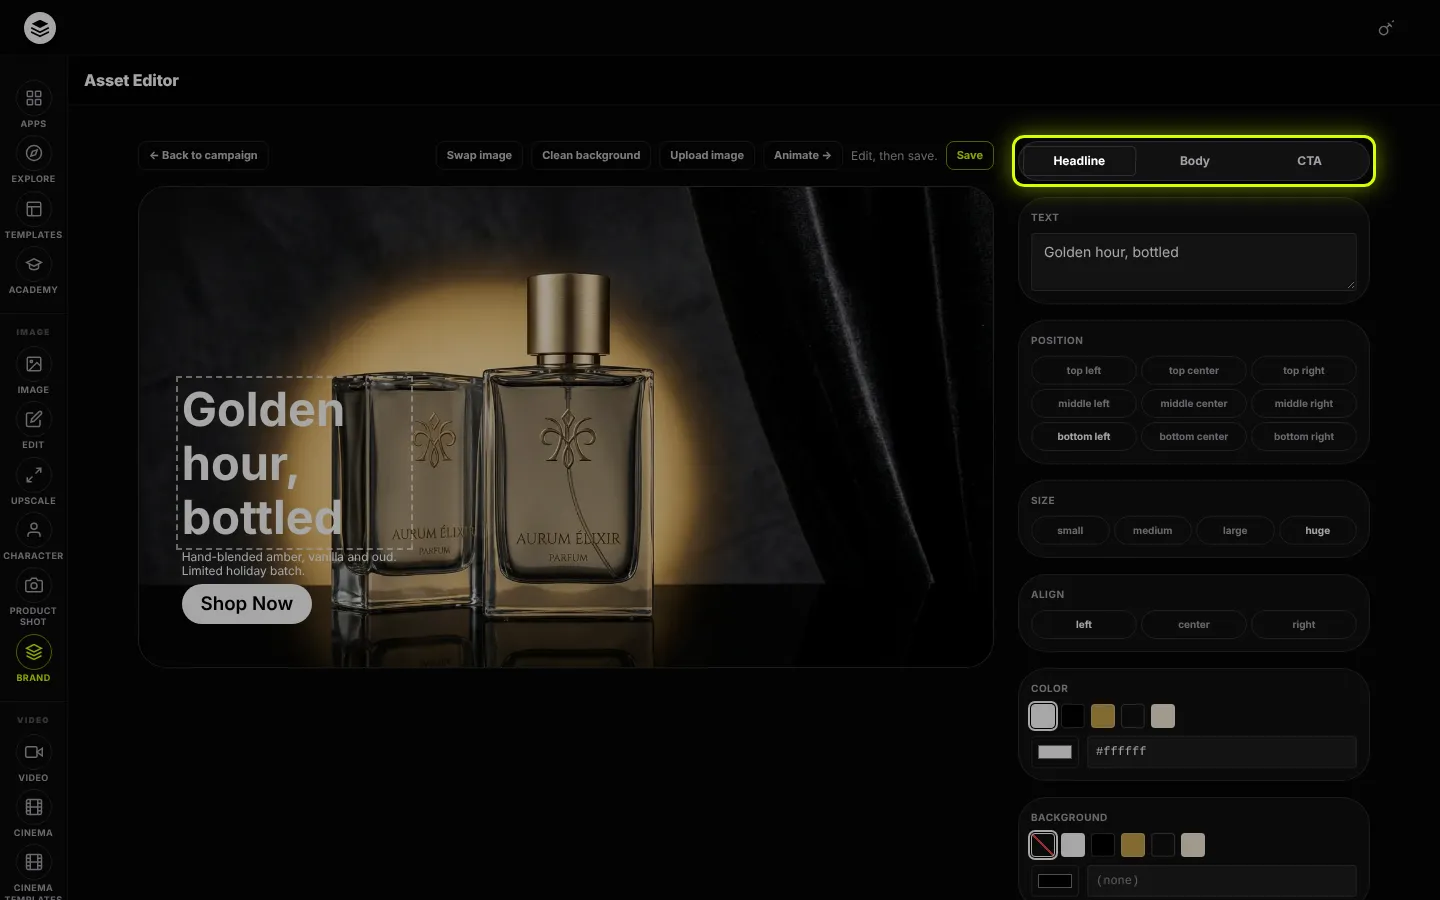 Asset Editor
APPS
EXPLORE
TEMPLATES
ACADEMY
IMAGE
IMAGE
EDIT
UPSCALE
CHARACTER
PRODUCT
SHOT
BRAND
VIDEO
VIDEO
CINEMA
CINEMA
TEMPLATES
← Back to campaign
Swap image
Clean background
Upload image
Animate →
Edit, then save.
Save
Golden
hour,
bottled
Hand-blended amber, vanilla and oud.
Limited holiday batch.
Shop Now
AURUM ÉLIXIR
PARFUM
AURUM ÉLIXIR
PARFUM
Headline
Body
CTA
TEXT
Golden hour, bottled
POSITION
top left
top center
top right
middle left
middle center
middle right
bottom left
bottom center
bottom right
SIZE
small
medium
large
huge
ALIGN
left
center
right
COLOR
#ffffff
BACKGROUND
(none)